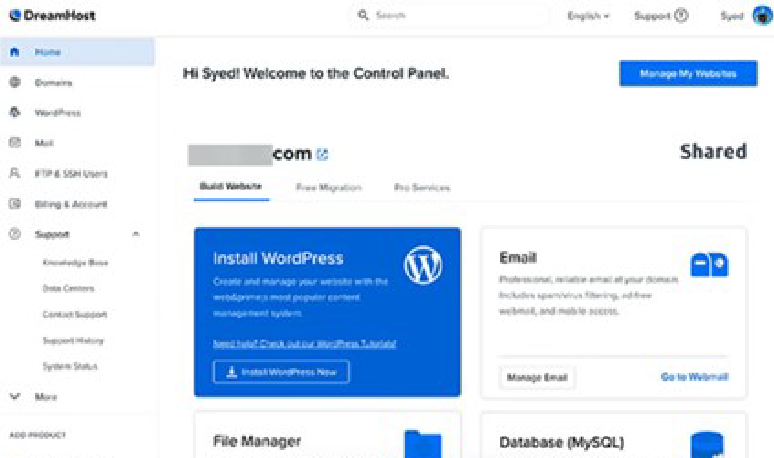 DreamHost
Search
English
Support
Syed
Home
Domains
WordPress
Mail
FTP & SSH Users
Billing & Account
Support
Knowledge Base
Data Centers
Contact Support
Support History
System Status
More
ADD PRODUCT
Hi Syed! Welcome to the Control Panel.
Manage My Websites
com
Shared
Build Website
Free Migration
Pro Services
Install WordPress
Create and manage your website with the
most popular content
management system.
Need help? Check out our WordPress Tutorials!
Install WordPress Now
Email
Professional, reliable email at your domain.
Includes spam/virus filtering, ad-free
webmail, and mobile access.
Manage Email
Go to Webmail
File Manager
Database (MySQL)